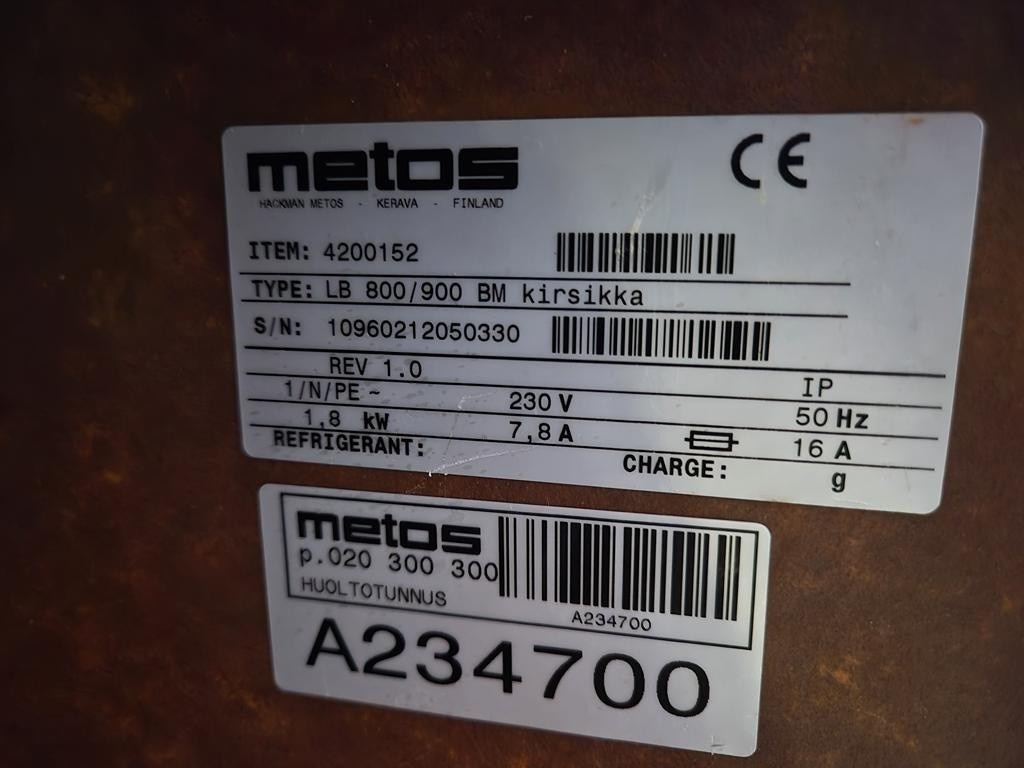 metos
CE
HACKMAN METOS - KERAVA - FINLAND
ITEM: 4200152
TYPE: LB 800/900 BM kirsikka
S/N: 10960212050330
REV 1.0
IP
1/N/PE ~ 230 V 50 Hz
1,8 kW 7,8 A 16 A
REFRIGERANT: CHARGE: g
metos
p.020 300 300
HUOLTOTUNNUS
A234700
A234700